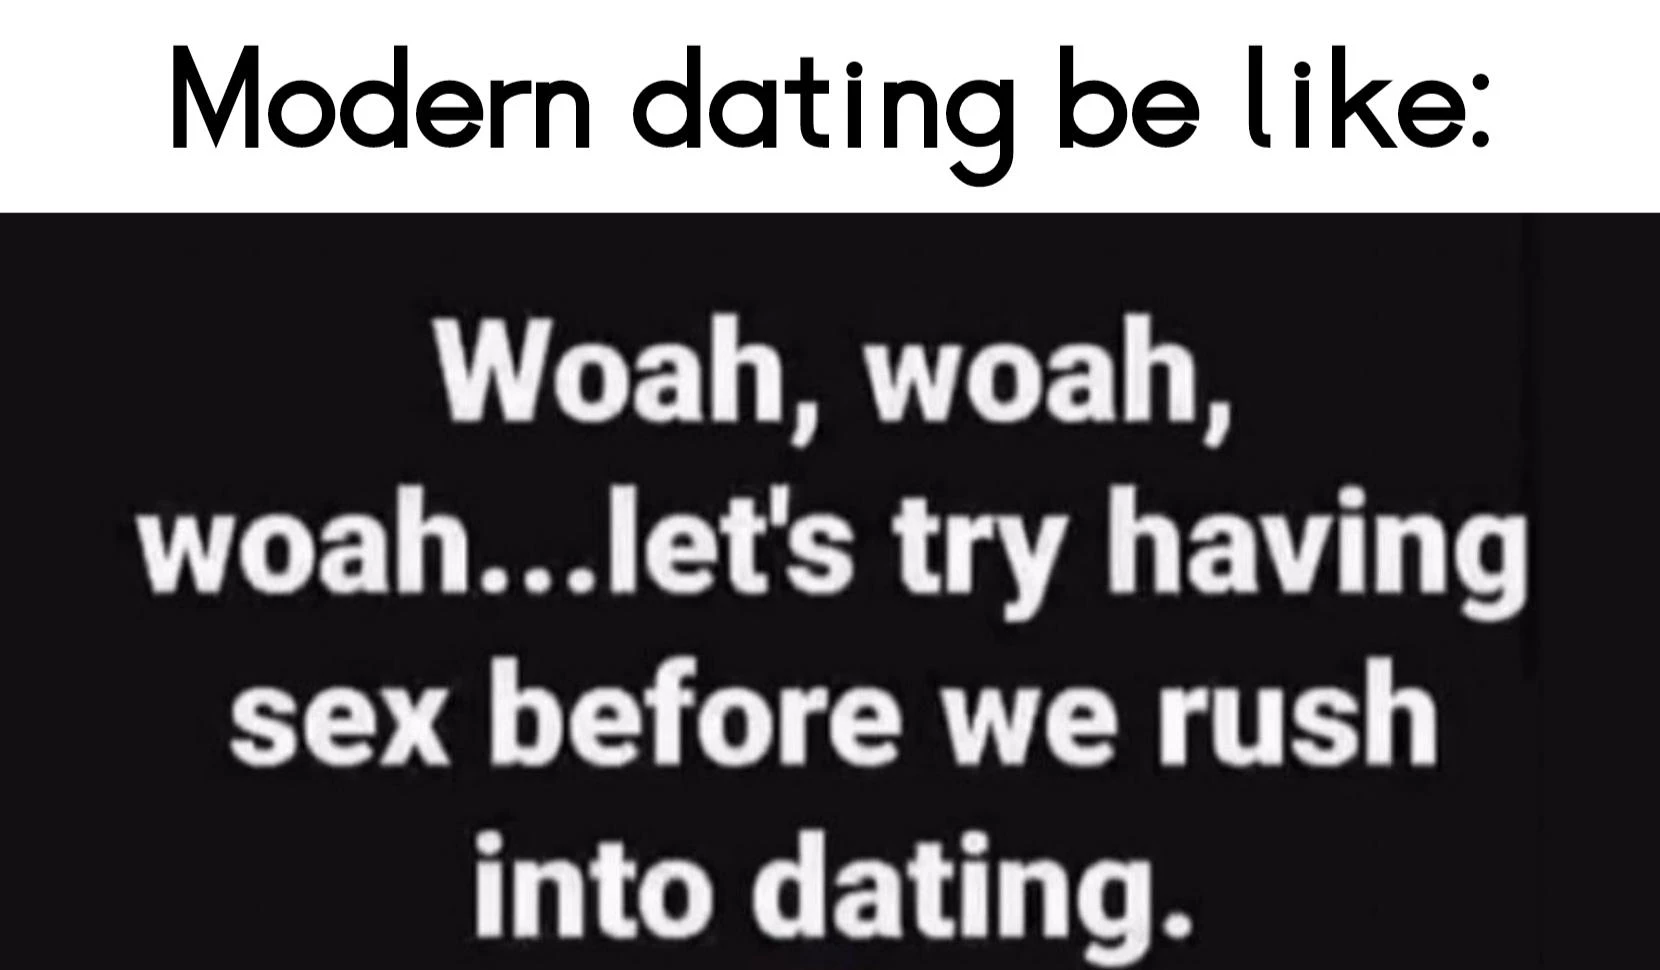 Modern dating be like:
Woah, woah,
woah...let's try having
sex before we rush
into dating.